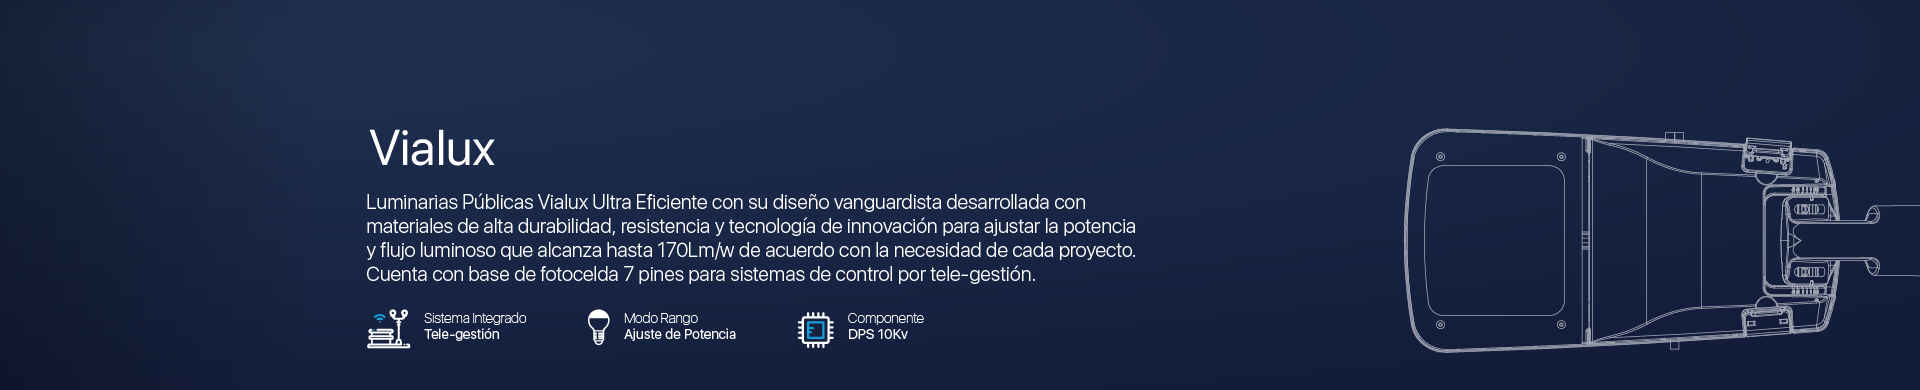 Vialux
Luminarias Públicas Vialux Ultra Eficiente con su diseño vanguardista desarrollada con
materiales de alta durabilidad, resistencia y tecnología de innovación para ajustar la potencia
y flujo luminoso que alcanza hasta 170Lm/w de acuerdo con la necesidad de cada proyecto.
Cuenta con base de fotocelda 7 pines para sistemas de control por tele-gestión.
Sistema Integrado
Tele-gestión
Modo Rango
Ajuste de Potencia
Componente
DPS 10Kv